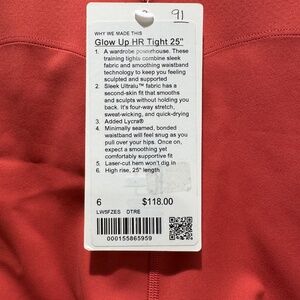 91
WHY WE MADE THIS
Glow Up HR Tight 25"
1. A wardrobe powerhouse. These
training tights combine sleek
fabric and smoothing waistband
technology to keep you feeling
sculpted and supported
2. Sleek Ultralu™ fabric has a
second-skin fit that smooths
and sculpts without holding you
back. It's four-way stretch,
sweat-wicking, and quick-drying
3. Added Lycra®
4. Minimally seamed, bonded
waistband will feel snug as you
pull over your hips. Once on,
expect a smoothing yet
comfortably supportive fit
5. Laser-cut hem won't dig in
6. High rise, 25" length
6 $118.00
LW5FZES DTRE
000155865959